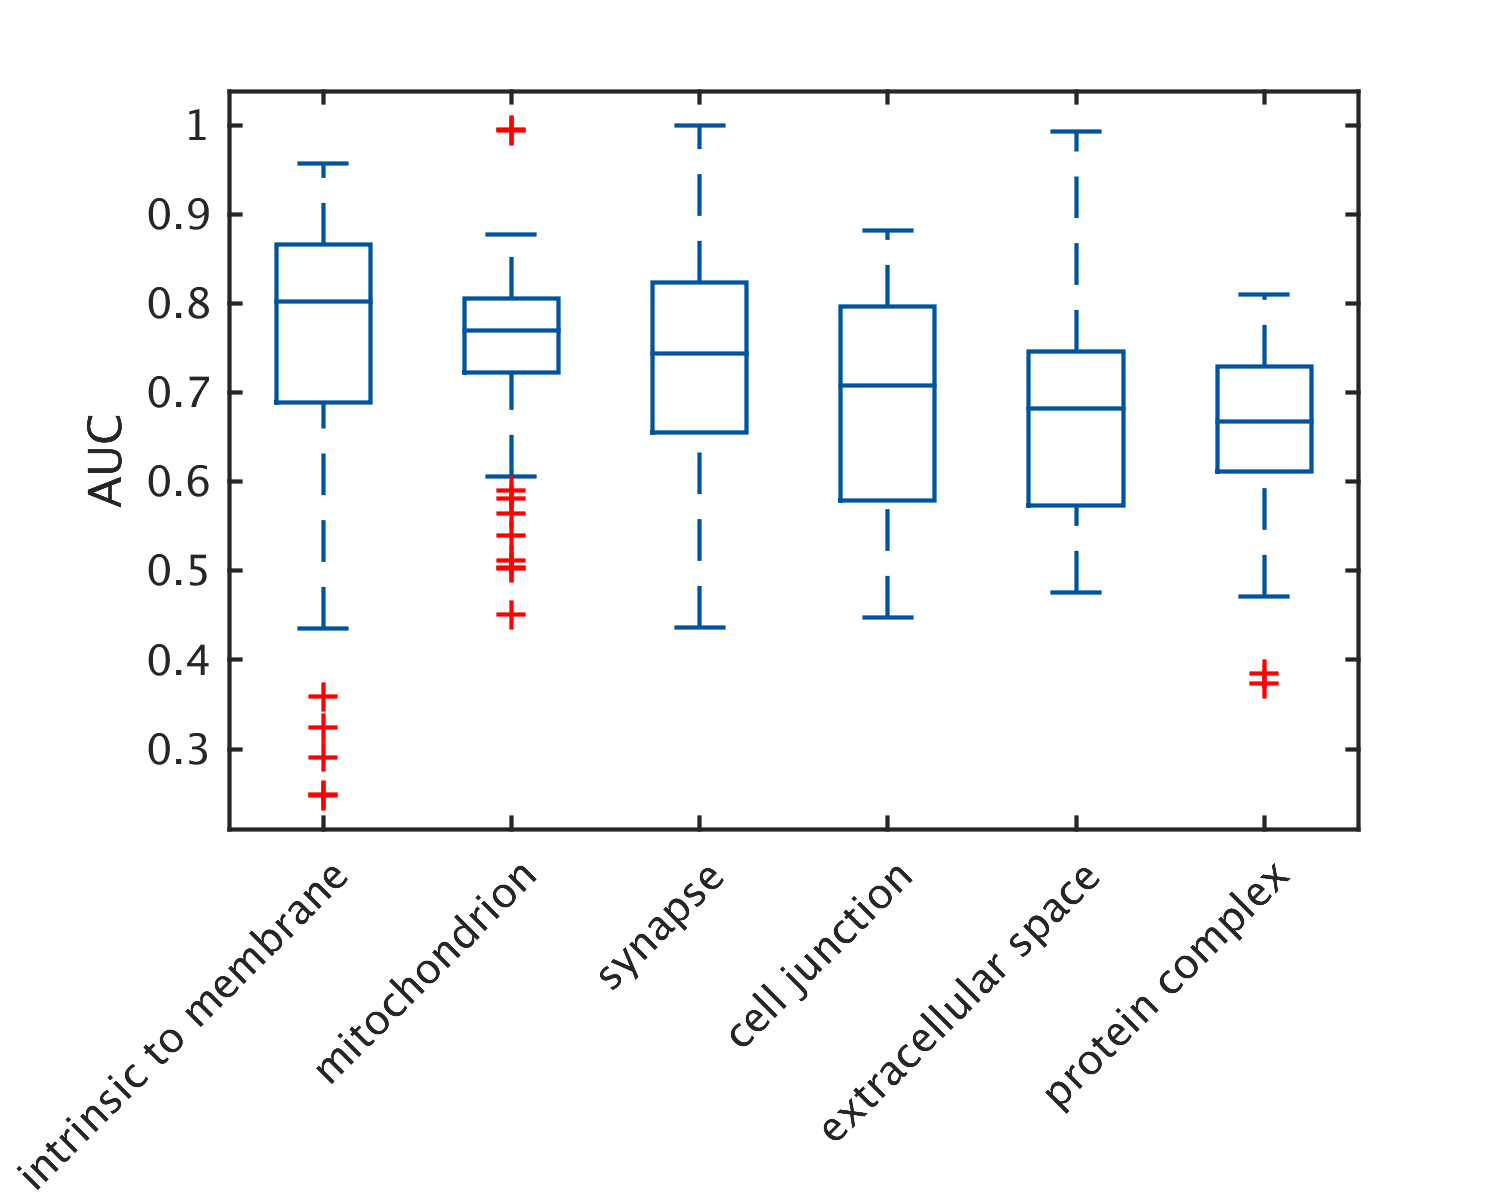 1
0.9
0.8
0.7
0.6
0.5
0.4
0.3
AUC
intrinsic to membrane
mitochondrion
synapse
cell junction
extracellular space
protein complex